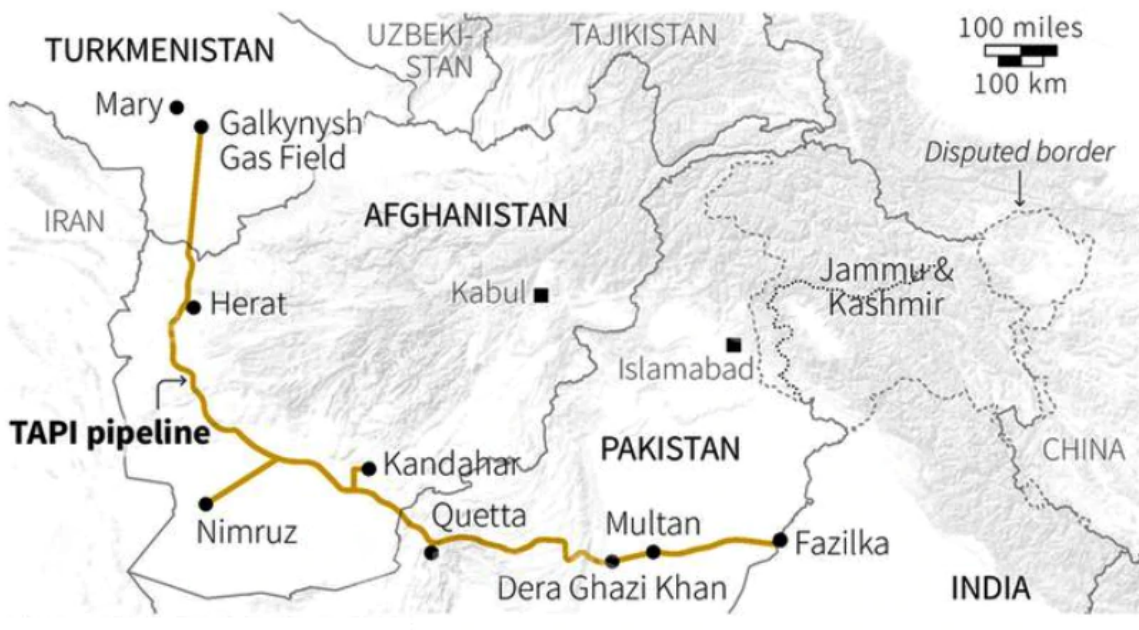 TURKMENISTAN
UZBEKI-
STAN
TAJIKISTAN
100 miles
100 km
Mary
Galkynysh
Gas Field
Disputed border
IRAN
AFGHANISTAN
Jammu &
Kashmir
Kabul
Herat
Islamabad
TAPI pipeline
PAKISTAN
CHINA
Kandahar
Quetta
Nimruz
Multan
Fazilka
Dera Ghazi Khan
INDIA